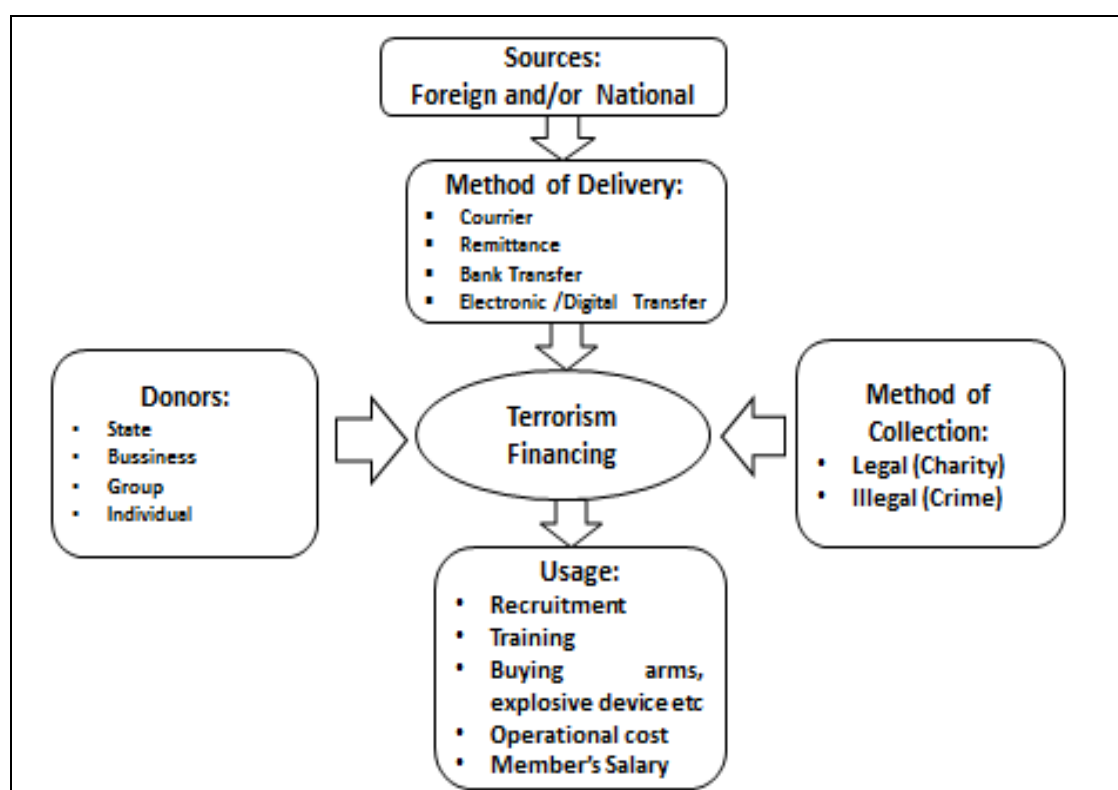 Sources:
Foreign and/or National
Method of Delivery:
▪ Courrier
▪ Remittance
▪ Bank Transfer
▪ Electronic /Digital Transfer
Donors:
• State
• Bussiness
• Group
• Individual
Terrorism
Financing
Method of
Collection:
• Legal (Charity)
• Illegal (Crime)
Usage:
• Recruitment
• Training
• Buying arms,
explosive device etc
• Operational cost
• Member's Salary